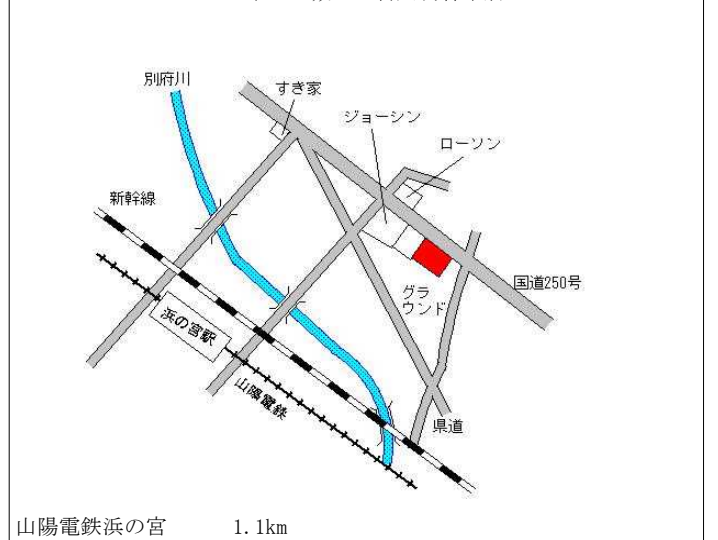 別府川
すき家
ジョーシン
ローソン
新幹線
国道250号
グラ
ウンド
浜の宮駅
山陽電鉄
県道
山陽電鉄浜の宮　　　1.1km